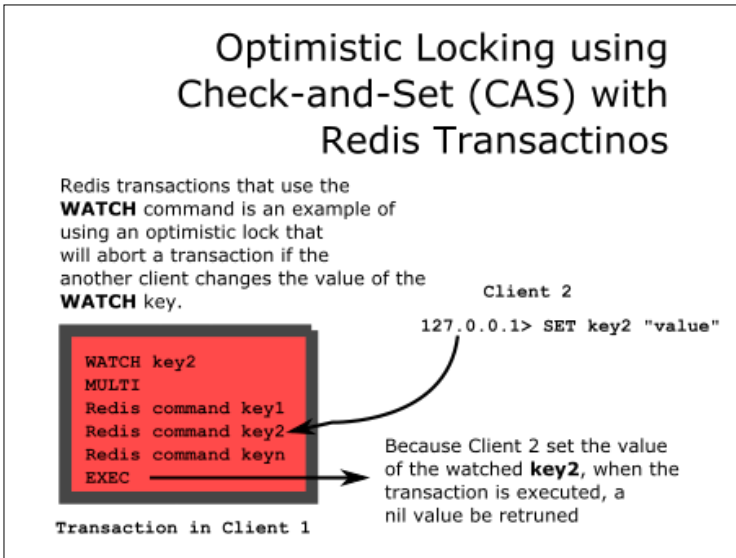 Optimistic Locking using
Check-and-Set (CAS) with
Redis Transactinos
Redis transactions that use the
WATCH command is an example of
using an optimistic lock that
will abort a transaction if the
another client changes the value of the
WATCH key.
Client 2
127.0.0.1> SET key2 "value"
WATCH key2
MULTI
Redis command key1
Redis command key2
Redis command keyn
EXEC
Transaction in Client 1
Because Client 2 set the value
of the watched key2, when the
transaction is executed, a
nil value be retruned